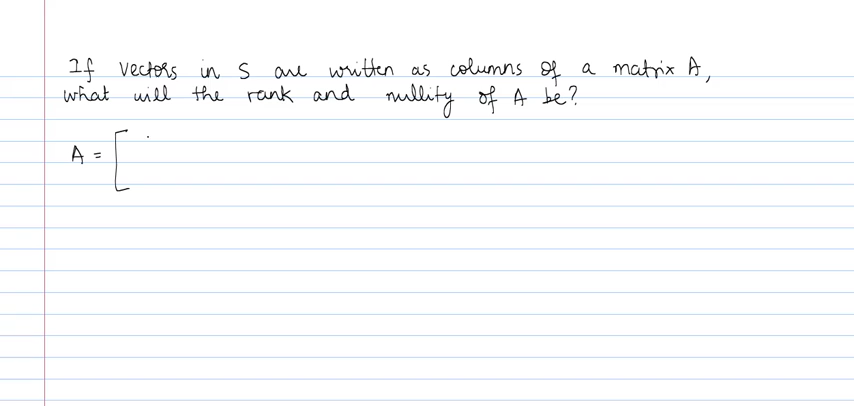 If vectors in S are written as columns of a matrix A,
what will the rank and nullity of A be?
A = [